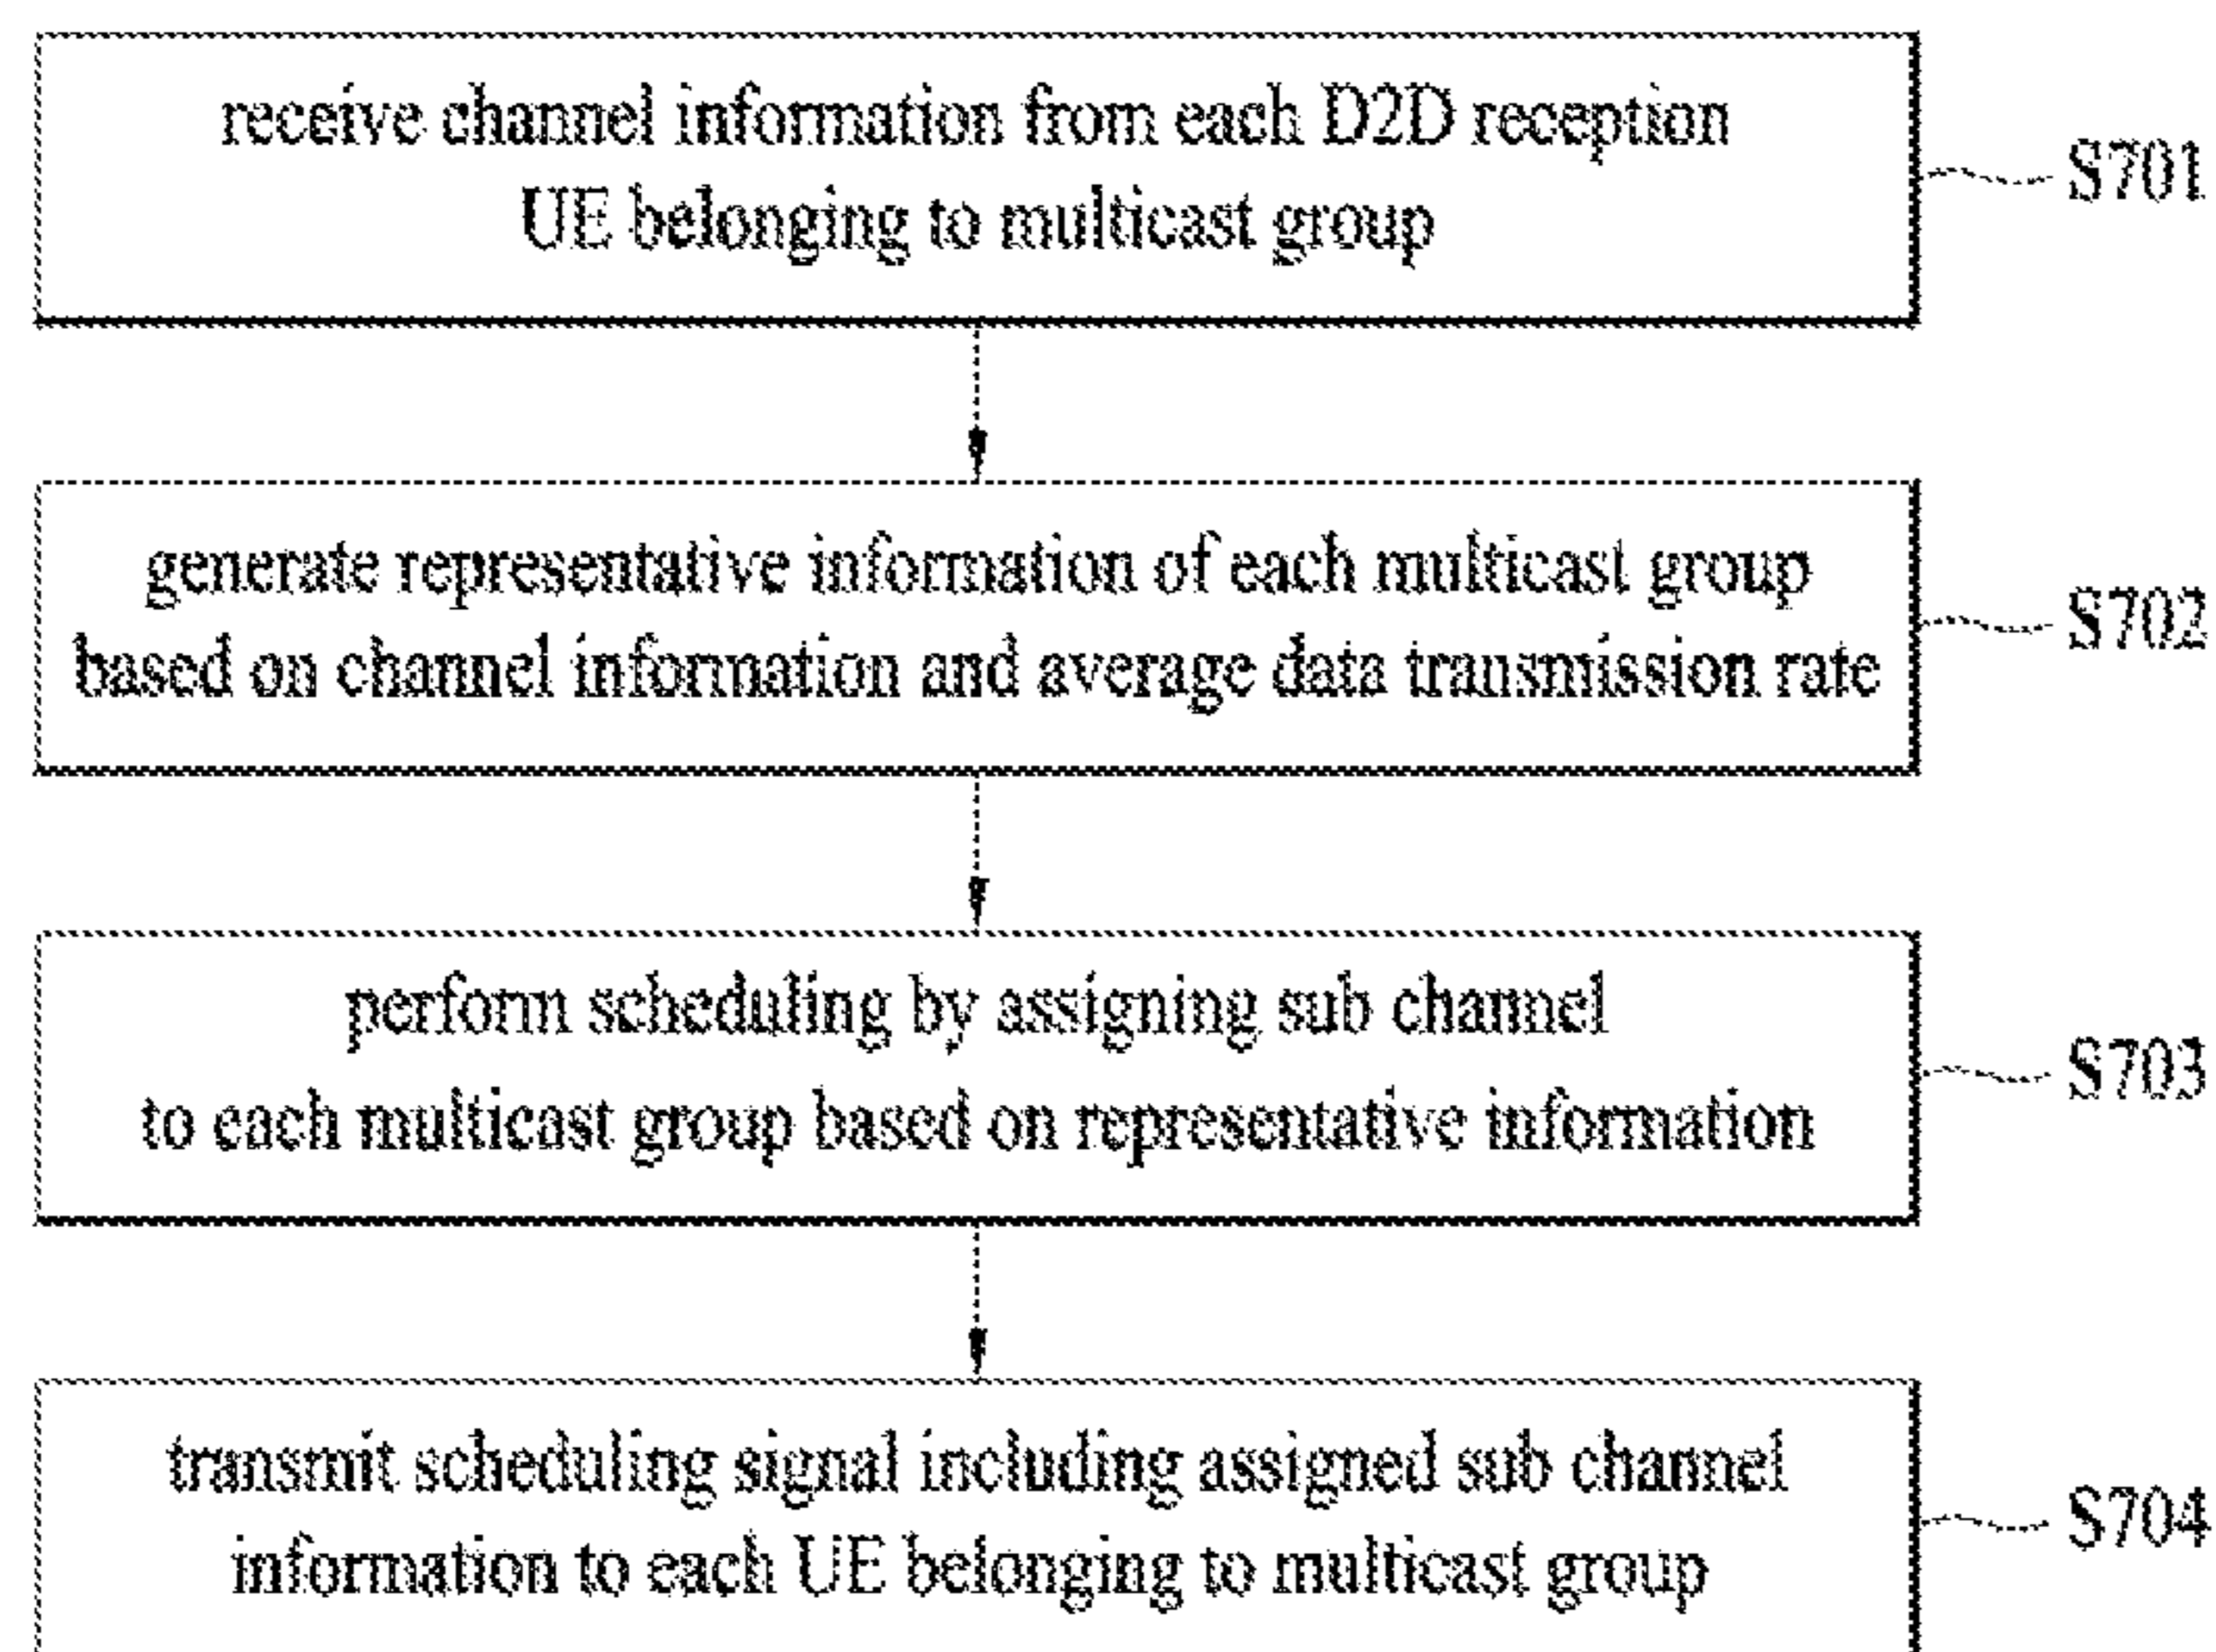 receive channel information from each D2D reception
UE belonging to multicast group
S701
generate representative information of each multicast group
based on channel information and average data transmission rate
S702
perform scheduling by assigning sub channel
to each multicast group based on representative information
S703
transmit scheduling signal including assigned sub channel
information to each UE belonging to multicast group
S704